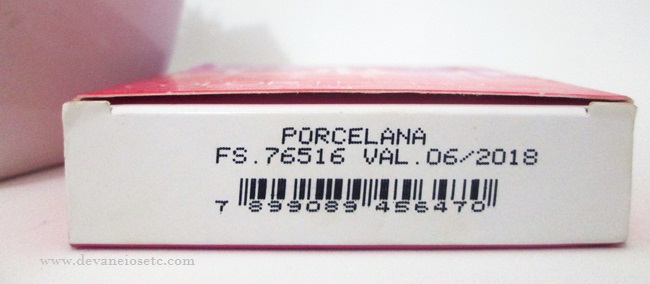 PORCELANA
FS.76516 VAL.06/2018
7 899089 456470
www.devaneiosetc.com